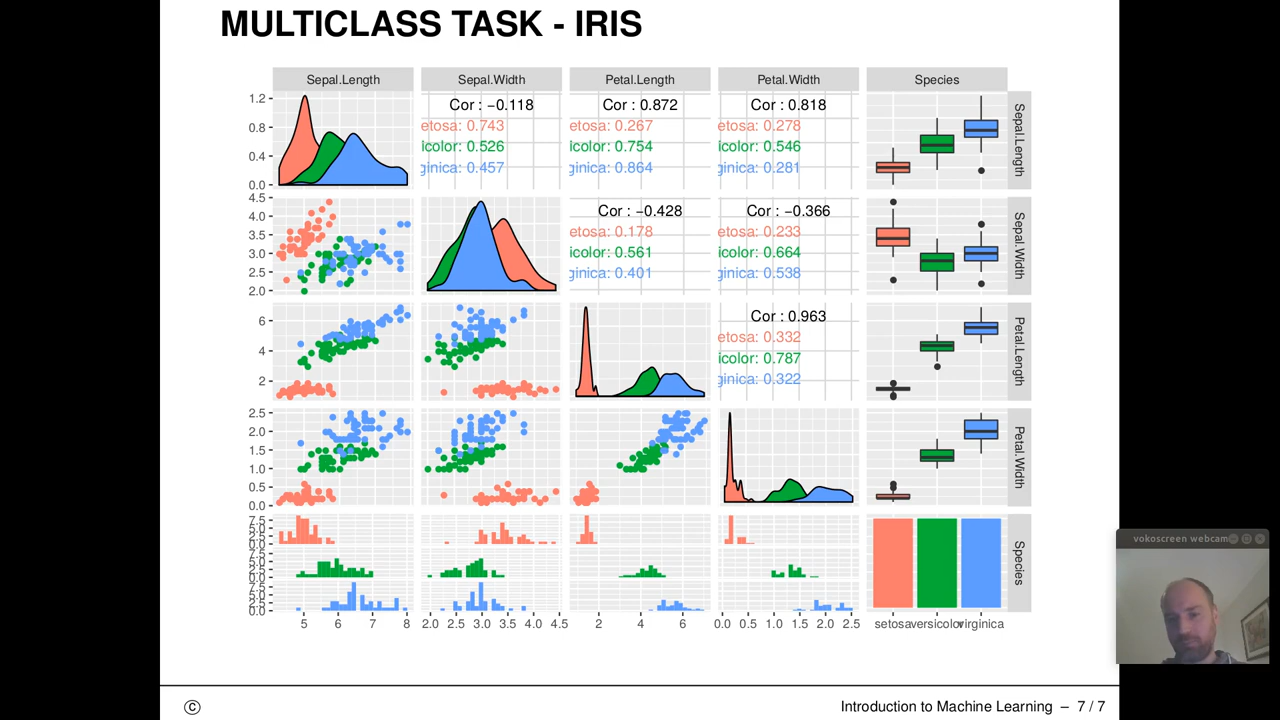 MULTICLASS TASK - IRIS
Sepal.Length Sepal.Width Petal.Length Petal.Width Species
1.2 0.8 0.4 0.0
Cor : −0.118
etosa: 0.743
icolor: 0.526
ginica: 0.457
Cor : 0.872
etosa: 0.267
icolor: 0.754
ginica: 0.864
Cor : 0.818
etosa: 0.278
icolor: 0.546
ginica: 0.281
Sepal.Length
4.5 4.0 3.5 3.0 2.5 2.0
Cor : −0.428
etosa: 0.178
icolor: 0.561
ginica: 0.401
Cor : −0.366
etosa: 0.233
icolor: 0.664
ginica: 0.538
Sepal.Width
6 4 2
Cor : 0.963
etosa: 0.332
icolor: 0.787
ginica: 0.322
Petal.Length
2.5 2.0 1.5 1.0 0.5 0.0
Petal.Width
7.5
Species
5 6 7 8 2.0 2.5 3.0 3.5 4.0 4.5 2 4 6 0.0 0.5 1.0 1.5 2.0 2.5 setosa versicolor virginica
vokoscreen webcam
© Introduction to Machine Learning – 7 / 7